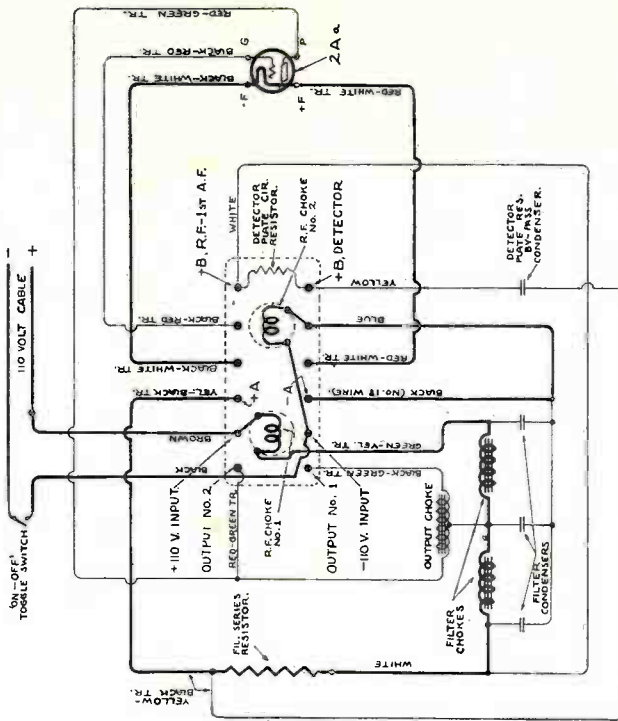 "ON-OFF"
TOGGLE SWITCH
110 VOLT CABLE
-
+
RED-GREEN TR.
BLACK-RED TR.
BLACK-WHITE TR.
G
P
-F
+F
2Aa
RED-WHITE TR.
+110 V. INPUT
OUTPUT NO. 2
BLACK
BROWN
YEL.-BLACK TR.
BLACK-WHITE TR.
BLACK-RED TR.
+B, R.F.-1ST A.F.
WHITE
RED-GREEN TR.
R.F. CHOKE
NO. 1
+A
-A
DETECTOR
PLATE CIR.
RESISTOR.
R.F. CHOKE
NO. 2
+B, DETECTOR
OUTPUT NO. 1
-110 V. INPUT
BLACK-GREEN TR.
GREEN-YEL. TR.
BLACK (NO. 18 WIRE)
RED-WHITE TR.
BLUE
YELLOW
DETECTOR
PLATE RES.
BY-PASS
CONDENSER.
YELLOW-
BLACK TR.
FIL. SERIES
RESISTOR.
WHITE
OUTPUT CHOKE
FILTER
CHOKES
FILTER
CONDENSERS